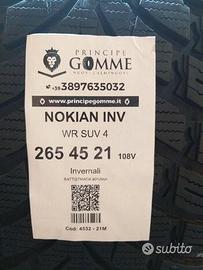 PRINCIPE
GOMME
+39 3897635032
www.principegomme.it
NOKIAN INV
WR SUV 4
265 45 21 108V
Invernali
Cod: 4532 - 21M
subito